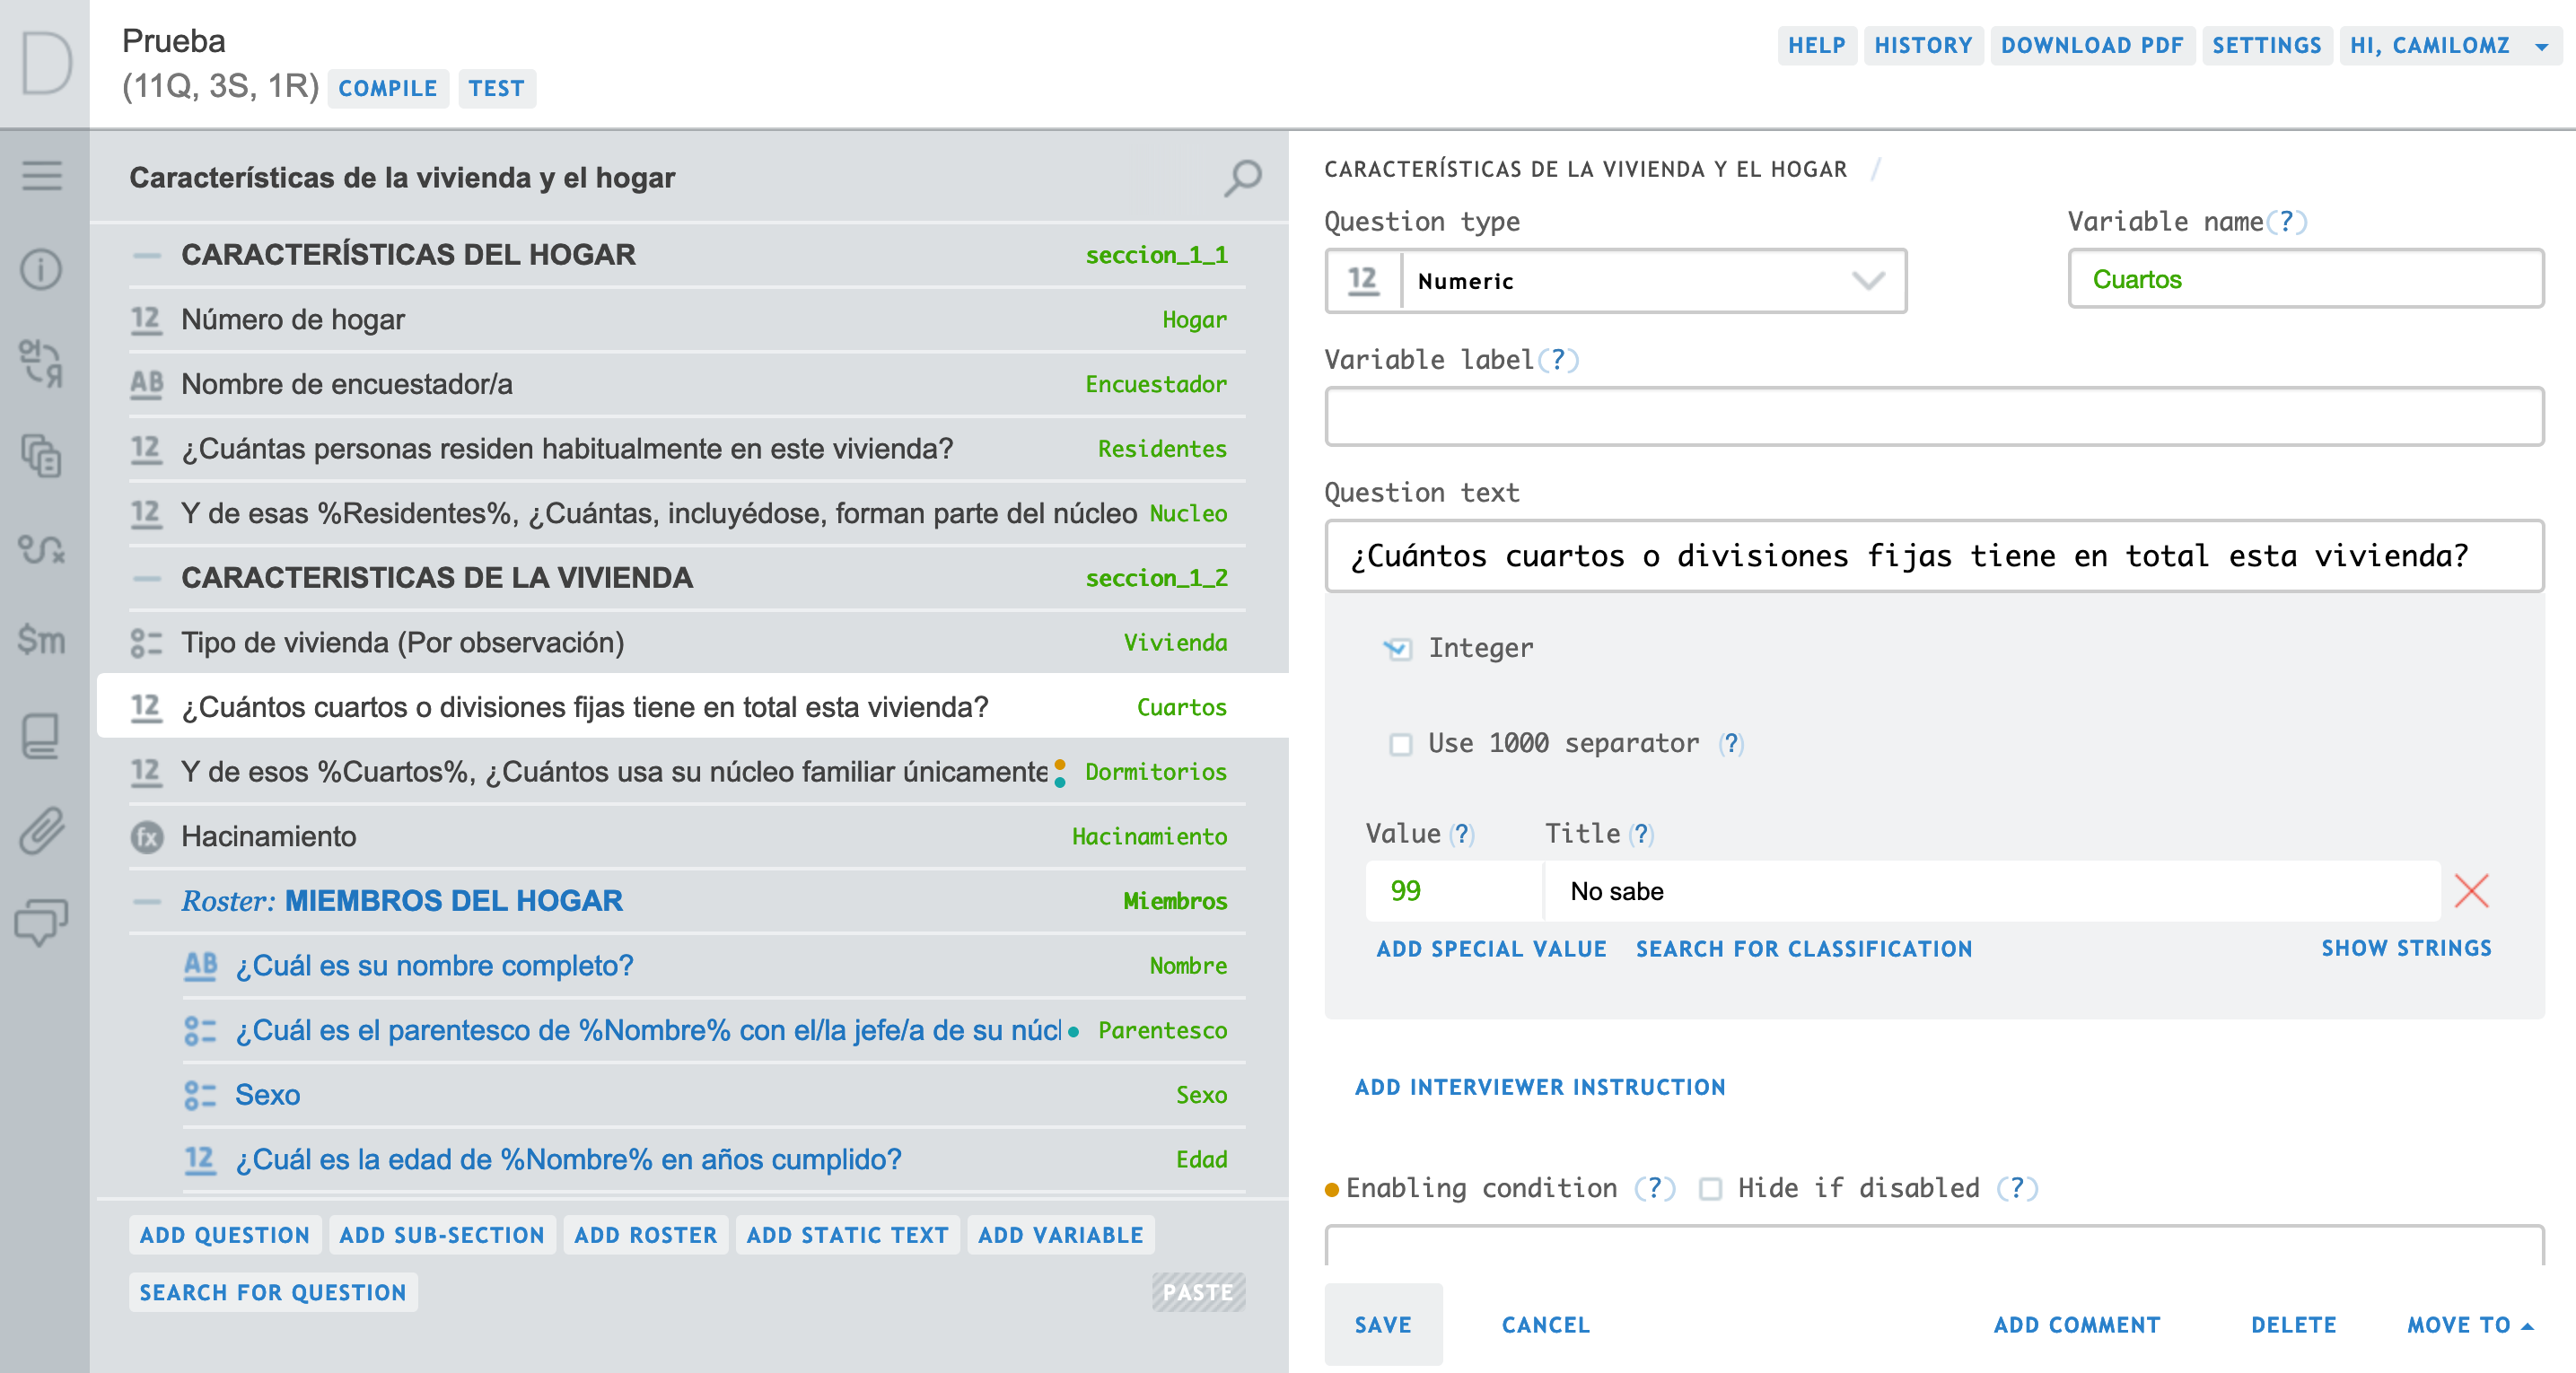 D
Prueba
(11Q, 3S, 1R) COMPILE TEST
HELP HISTORY DOWNLOAD PDF SETTINGS HI, CAMILOMZ
Características de la vivienda y el hogar
CARACTERÍSTICAS DEL HOGAR seccion_1_1
12 Número de hogar Hogar
AB Nombre de encuestador/a Encuestador
12 ¿Cuántas personas residen habitualmente en este vivienda? Residentes
12 Y de esas %Residentes%, ¿Cuántas, incluyédose, forman parte del núcleo Nucleo
CARACTERISTICAS DE LA VIVIENDA seccion_1_2
Tipo de vivienda (Por observación) Vivienda
12 ¿Cuántos cuartos o divisiones fijas tiene en total esta vivienda? Cuartos
12 Y de esos %Cuartos%, ¿Cuántos usa su núcleo familiar únicamente Dormitorios
fx Hacinamiento Hacinamiento
Roster: MIEMBROS DEL HOGAR Miembros
AB ¿Cuál es su nombre completo? Nombre
¿Cuál es el parentesco de %Nombre% con el/la jefe/a de su núcl Parentesco
Sexo Sexo
12 ¿Cuál es la edad de %Nombre% en años cumplido? Edad
ADD QUESTION ADD SUB-SECTION ADD ROSTER ADD STATIC TEXT ADD VARIABLE
SEARCH FOR QUESTION PASTE
언 Я
$m
CARACTERÍSTICAS DE LA VIVIENDA Y EL HOGAR /
Question type Variable name(?)
12 Numeric Cuartos
Variable label(?)
Question text
¿Cuántos cuartos o divisiones fijas tiene en total esta vivienda?
Integer
Use 1000 separator (?)
Value (?) Title (?)
99 No sabe
ADD SPECIAL VALUE SEARCH FOR CLASSIFICATION SHOW STRINGS
ADD INTERVIEWER INSTRUCTION
Enabling condition (?) Hide if disabled (?)
SAVE CANCEL ADD COMMENT DELETE MOVE TO